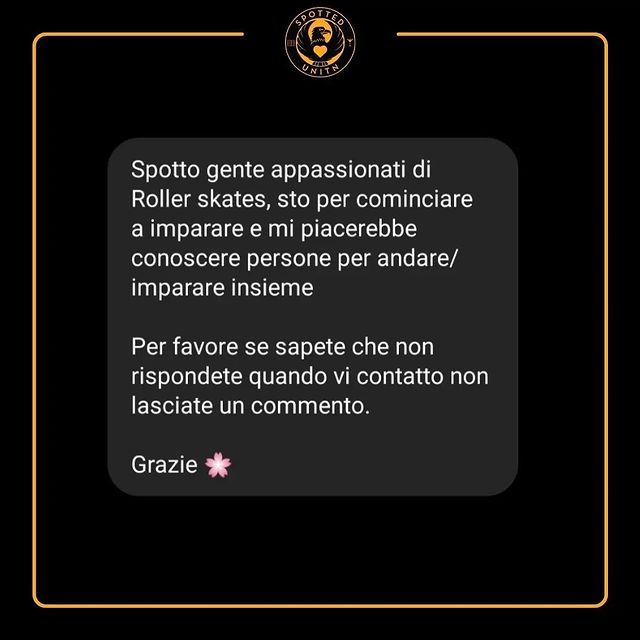 SPOTTED
UNITN
Spotto gente appassionati di
Roller skates, sto per cominciare
a imparare e mi piacerebbe
conoscere persone per andare/
imparare insieme
Per favore se sapete che non
rispondete quando vi contatto non
lasciate un commento.
Grazie 🌸